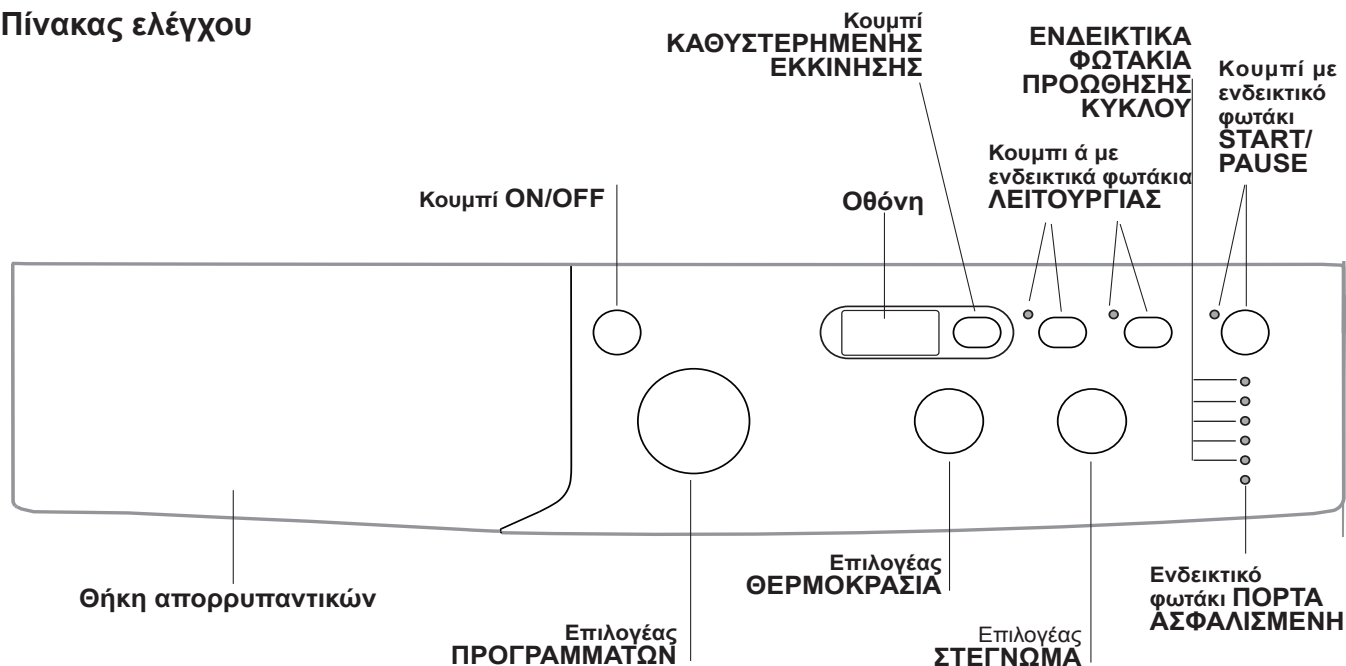 Πίνακας ελέγχου
Κουμπί
ΚΑΘΥΣΤΕΡΗΜΕΝΗΣ
ΕΚΚΙΝΗΣΗΣ
ΕΝΔΕΙΚΤΙΚΑ
ΦΩΤΑΚΙΑ
ΠΡΟΩΘΗΣΗΣ
ΚΥΚΛΟΥ
Κουμπί με
ενδεικτικό
φωτάκι
START/
PAUSE
Κουμπι ά με
ενδεικτικά φωτάκια
ΛΕΙΤΟΥΡΓΙΑΣ
Κουμπί ON/OFF
Οθόνη
Θήκη απορρυπαντικών
Επιλογέας
ΠΡΟΓΡΑΜΜΑΤΩΝ
Επιλογέας
ΘΕΡΜΟΚΡΑΣΙΑ
Επιλογέας
ΣΤΕΓΝΩΜΑ
Ενδεικτικό
φωτάκι ΠΟΡΤΑ
ΑΣΦΑΛΙΣΜΕΝΗ